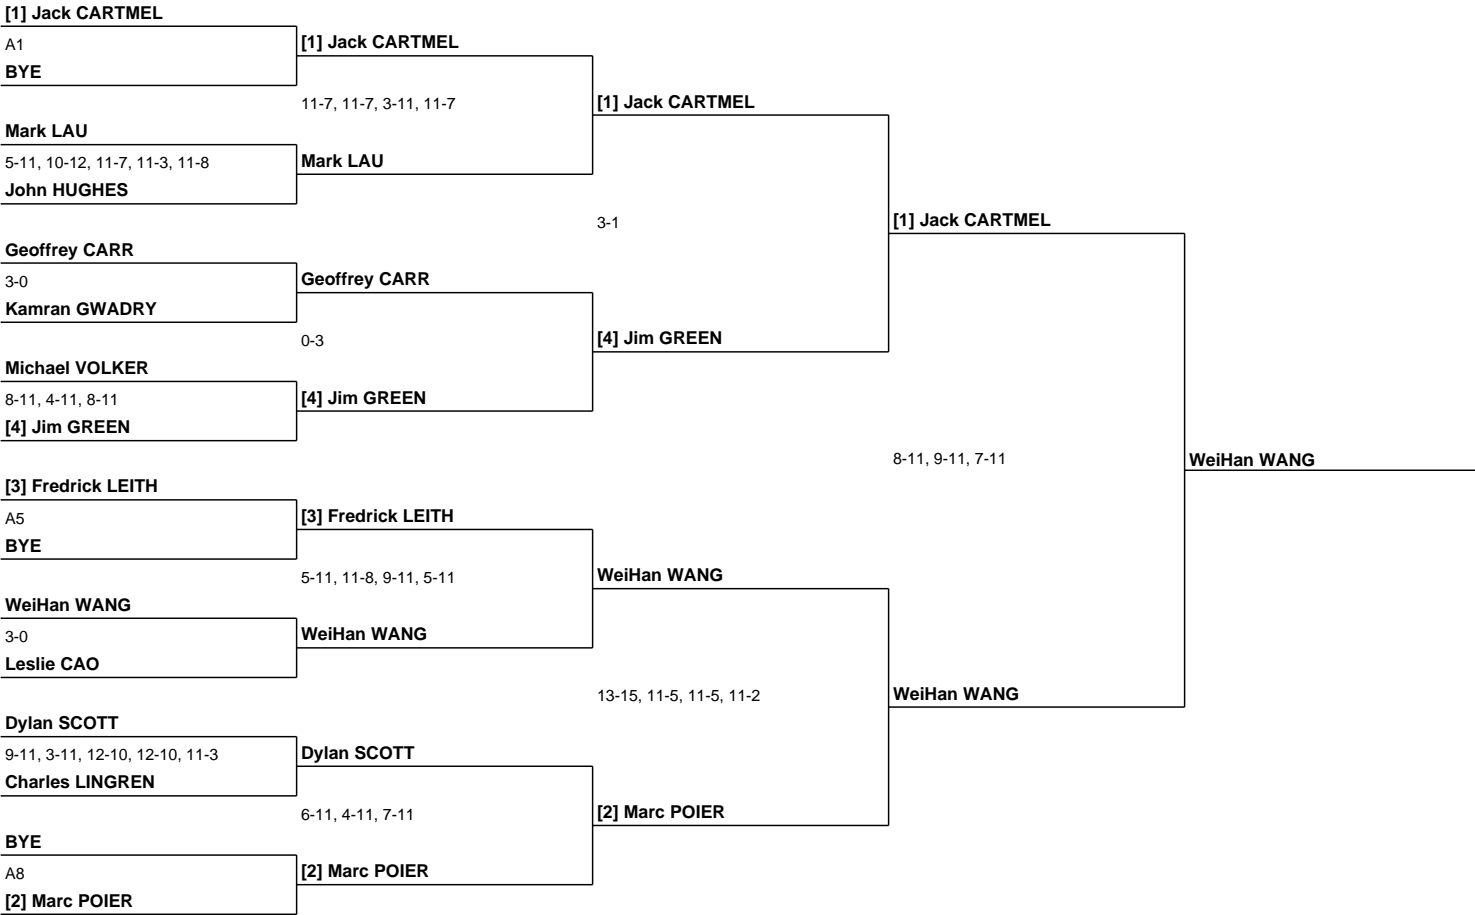 [1] Jack CARTMEL
A1
BYE
[1] Jack CARTMEL
11-7, 11-7, 3-11, 11-7
[1] Jack CARTMEL
Mark LAU
5-11, 10-12, 11-7, 11-3, 11-8
John HUGHES
Mark LAU
3-1
[1] Jack CARTMEL
Geoffrey CARR
3-0
Kamran GWADRY
Geoffrey CARR
0-3
[4] Jim GREEN
Michael VOLKER
8-11, 4-11, 8-11
[4] Jim GREEN
[4] Jim GREEN
8-11, 9-11, 7-11
WeiHan WANG
[3] Fredrick LEITH
A5
BYE
[3] Fredrick LEITH
5-11, 11-8, 9-11, 5-11
WeiHan WANG
WeiHan WANG
3-0
Leslie CAO
WeiHan WANG
13-15, 11-5, 11-5, 11-2
WeiHan WANG
Dylan SCOTT
9-11, 3-11, 12-10, 12-10, 11-3
Charles LINGREN
Dylan SCOTT
6-11, 4-11, 7-11
[2] Marc POIER
BYE
A8
[2] Marc POIER
[2] Marc POIER